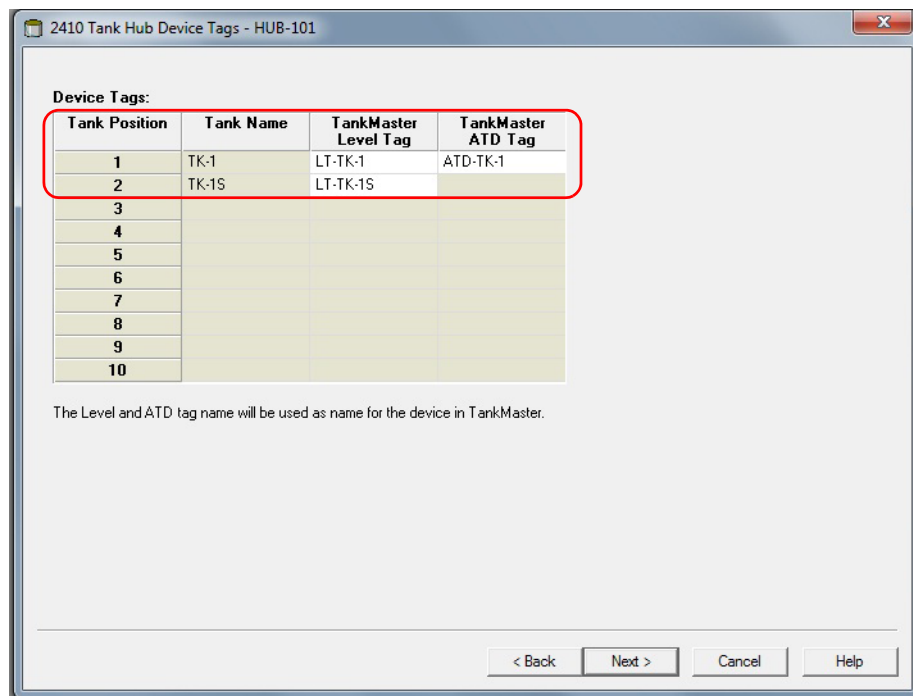 2410 Tank Hub Device Tags - HUB-101
x
Device Tags:
Tank Position Tank Name TankMaster Level Tag TankMaster ATD Tag
1 TK-1 LT-TK-1 ATD-TK-1
2 TK-1S LT-TK-1S
3
4
5
6
7
8
9
10
The Level and ATD tag name will be used as name for the device in TankMaster.
< Back Next > Cancel Help